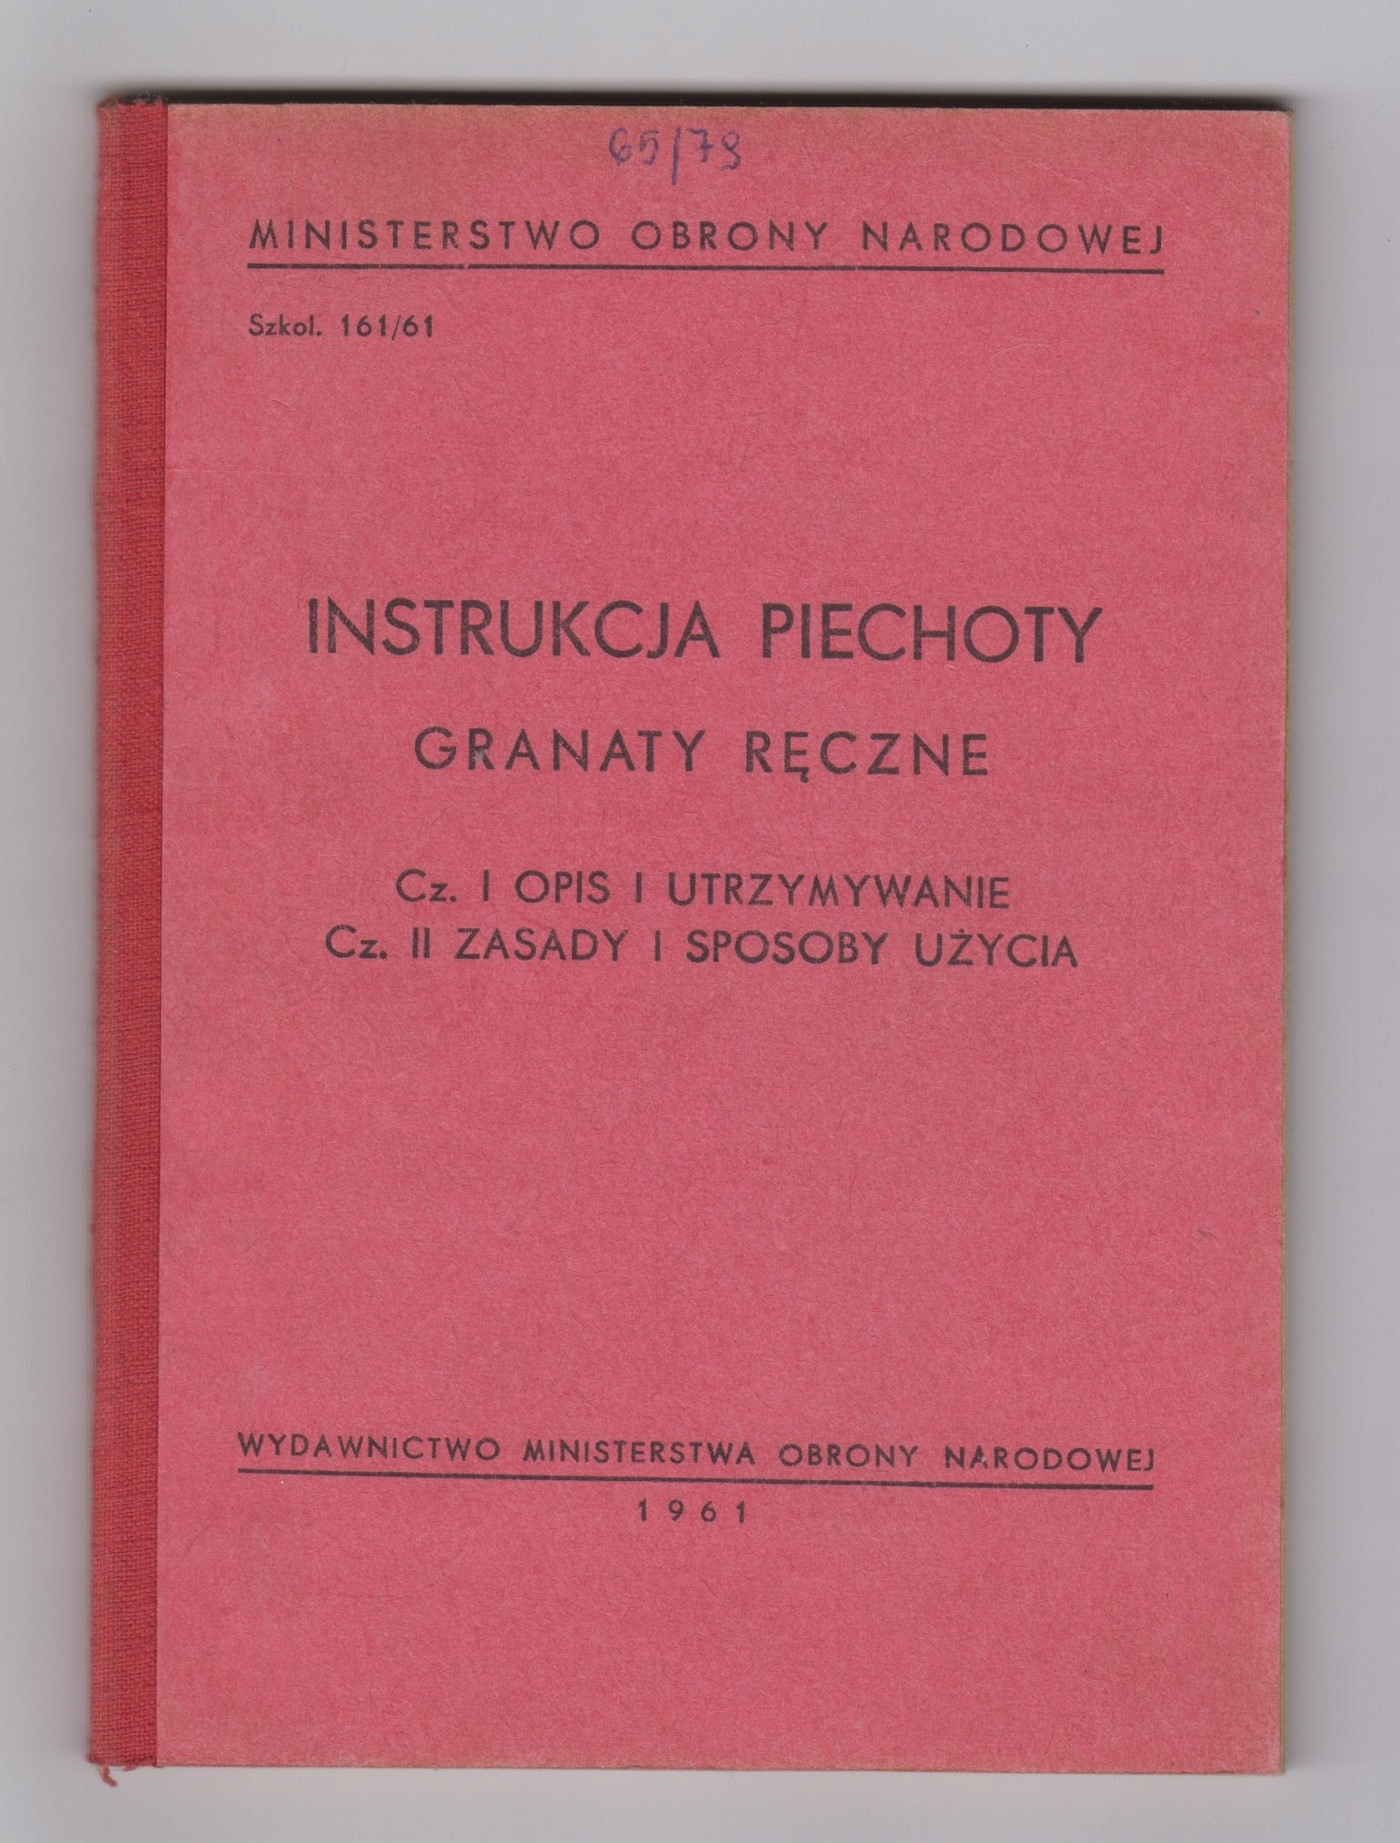 65/79
MINISTERSTWO OBRONY NARODOWEJ
Szkol. 161/61
INSTRUKCJA PIECHOTY
GRANATY RĘCZNE
Cz. I OPIS I UTRZYMYWANIE
Cz. II ZASADY I SPOSOBY UŻYCIA
WYDAWNICTWO MINISTERSTWA OBRONY NARODOWEJ
1961